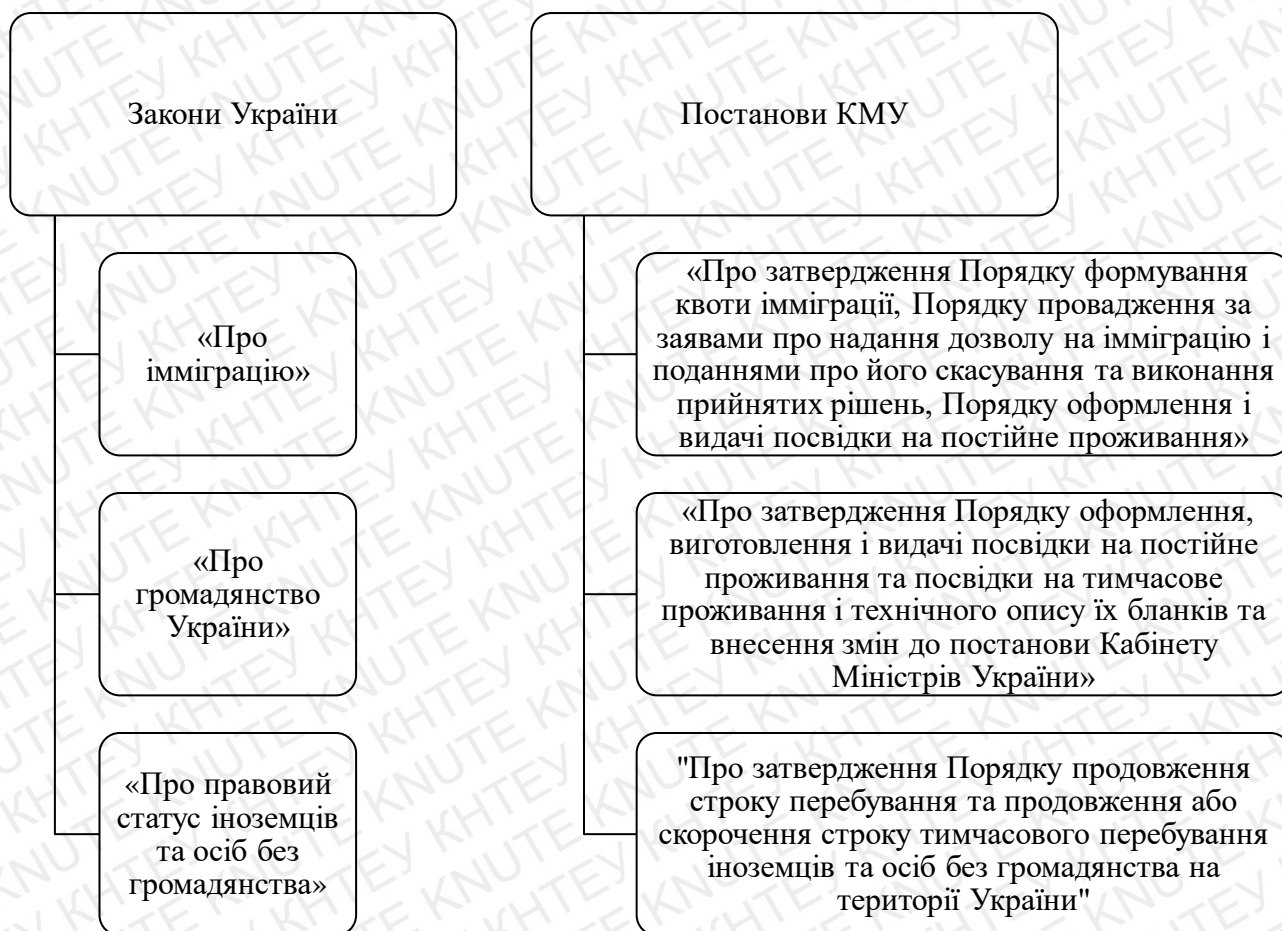 Закони України
«Про
імміграцію»
«Про
громадянство
України»
«Про правовий
статус іноземців
та осіб без
громадянства»
Постанови КМУ
«Про затвердження Порядку формування
квоти імміграції, Порядку провадження за
заявами про надання дозволу на імміграцію і
поданнями про його скасування та виконання
прийнятих рішень, Порядку оформлення і
видачі посвідки на постійне проживання»
«Про затвердження Порядку оформлення,
виготовлення і видачі посвідки на постійне
проживання та посвідки на тимчасове
проживання і технічного опису їх бланків та
внесення змін до постанови Кабінету
Міністрів України»
"Про затвердження Порядку продовження
строку перебування та продовження або
скорочення строку тимчасового перебування
іноземців та осіб без громадянства на
території України"